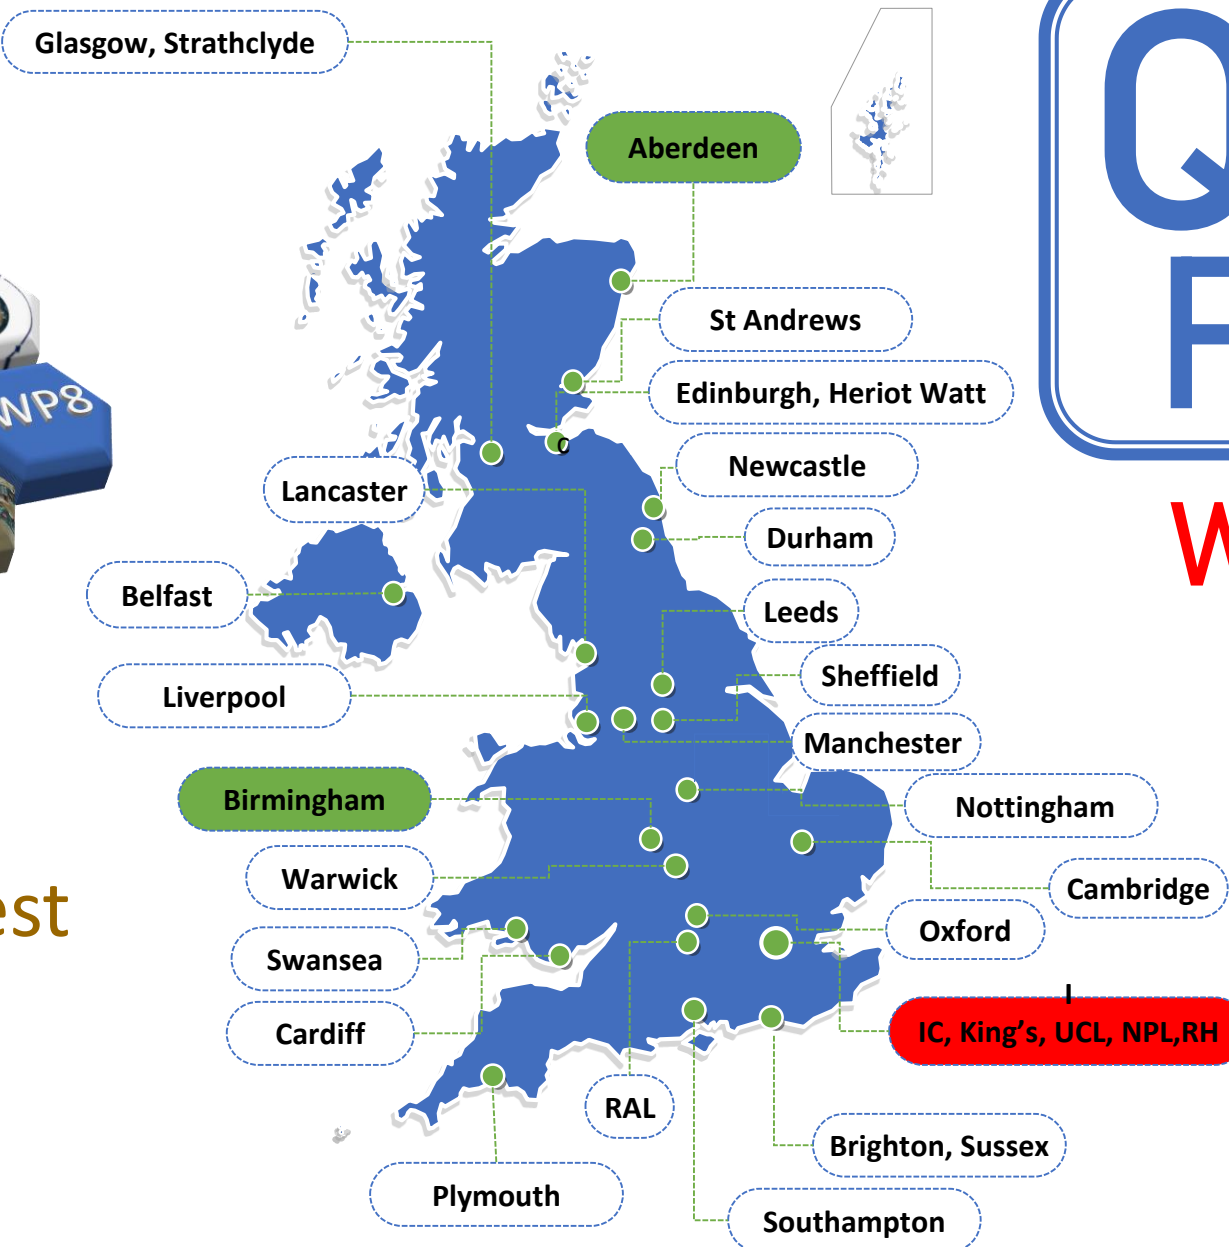 Glasgow, Strathclyde
Aberdeen
St Andrews
Edinburgh, Heriot Watt
C
WP8
Newcastle
Lancaster
Durham
Belfast
Leeds
Sheffield
Liverpool
Manchester
Birmingham
Nottingham
Warwick
Cambridge
Oxford
Swansea
I
Cardiff
IC, King's, UCL, NPL,RH
RAL
Brighton, Sussex
Plymouth
Southampton